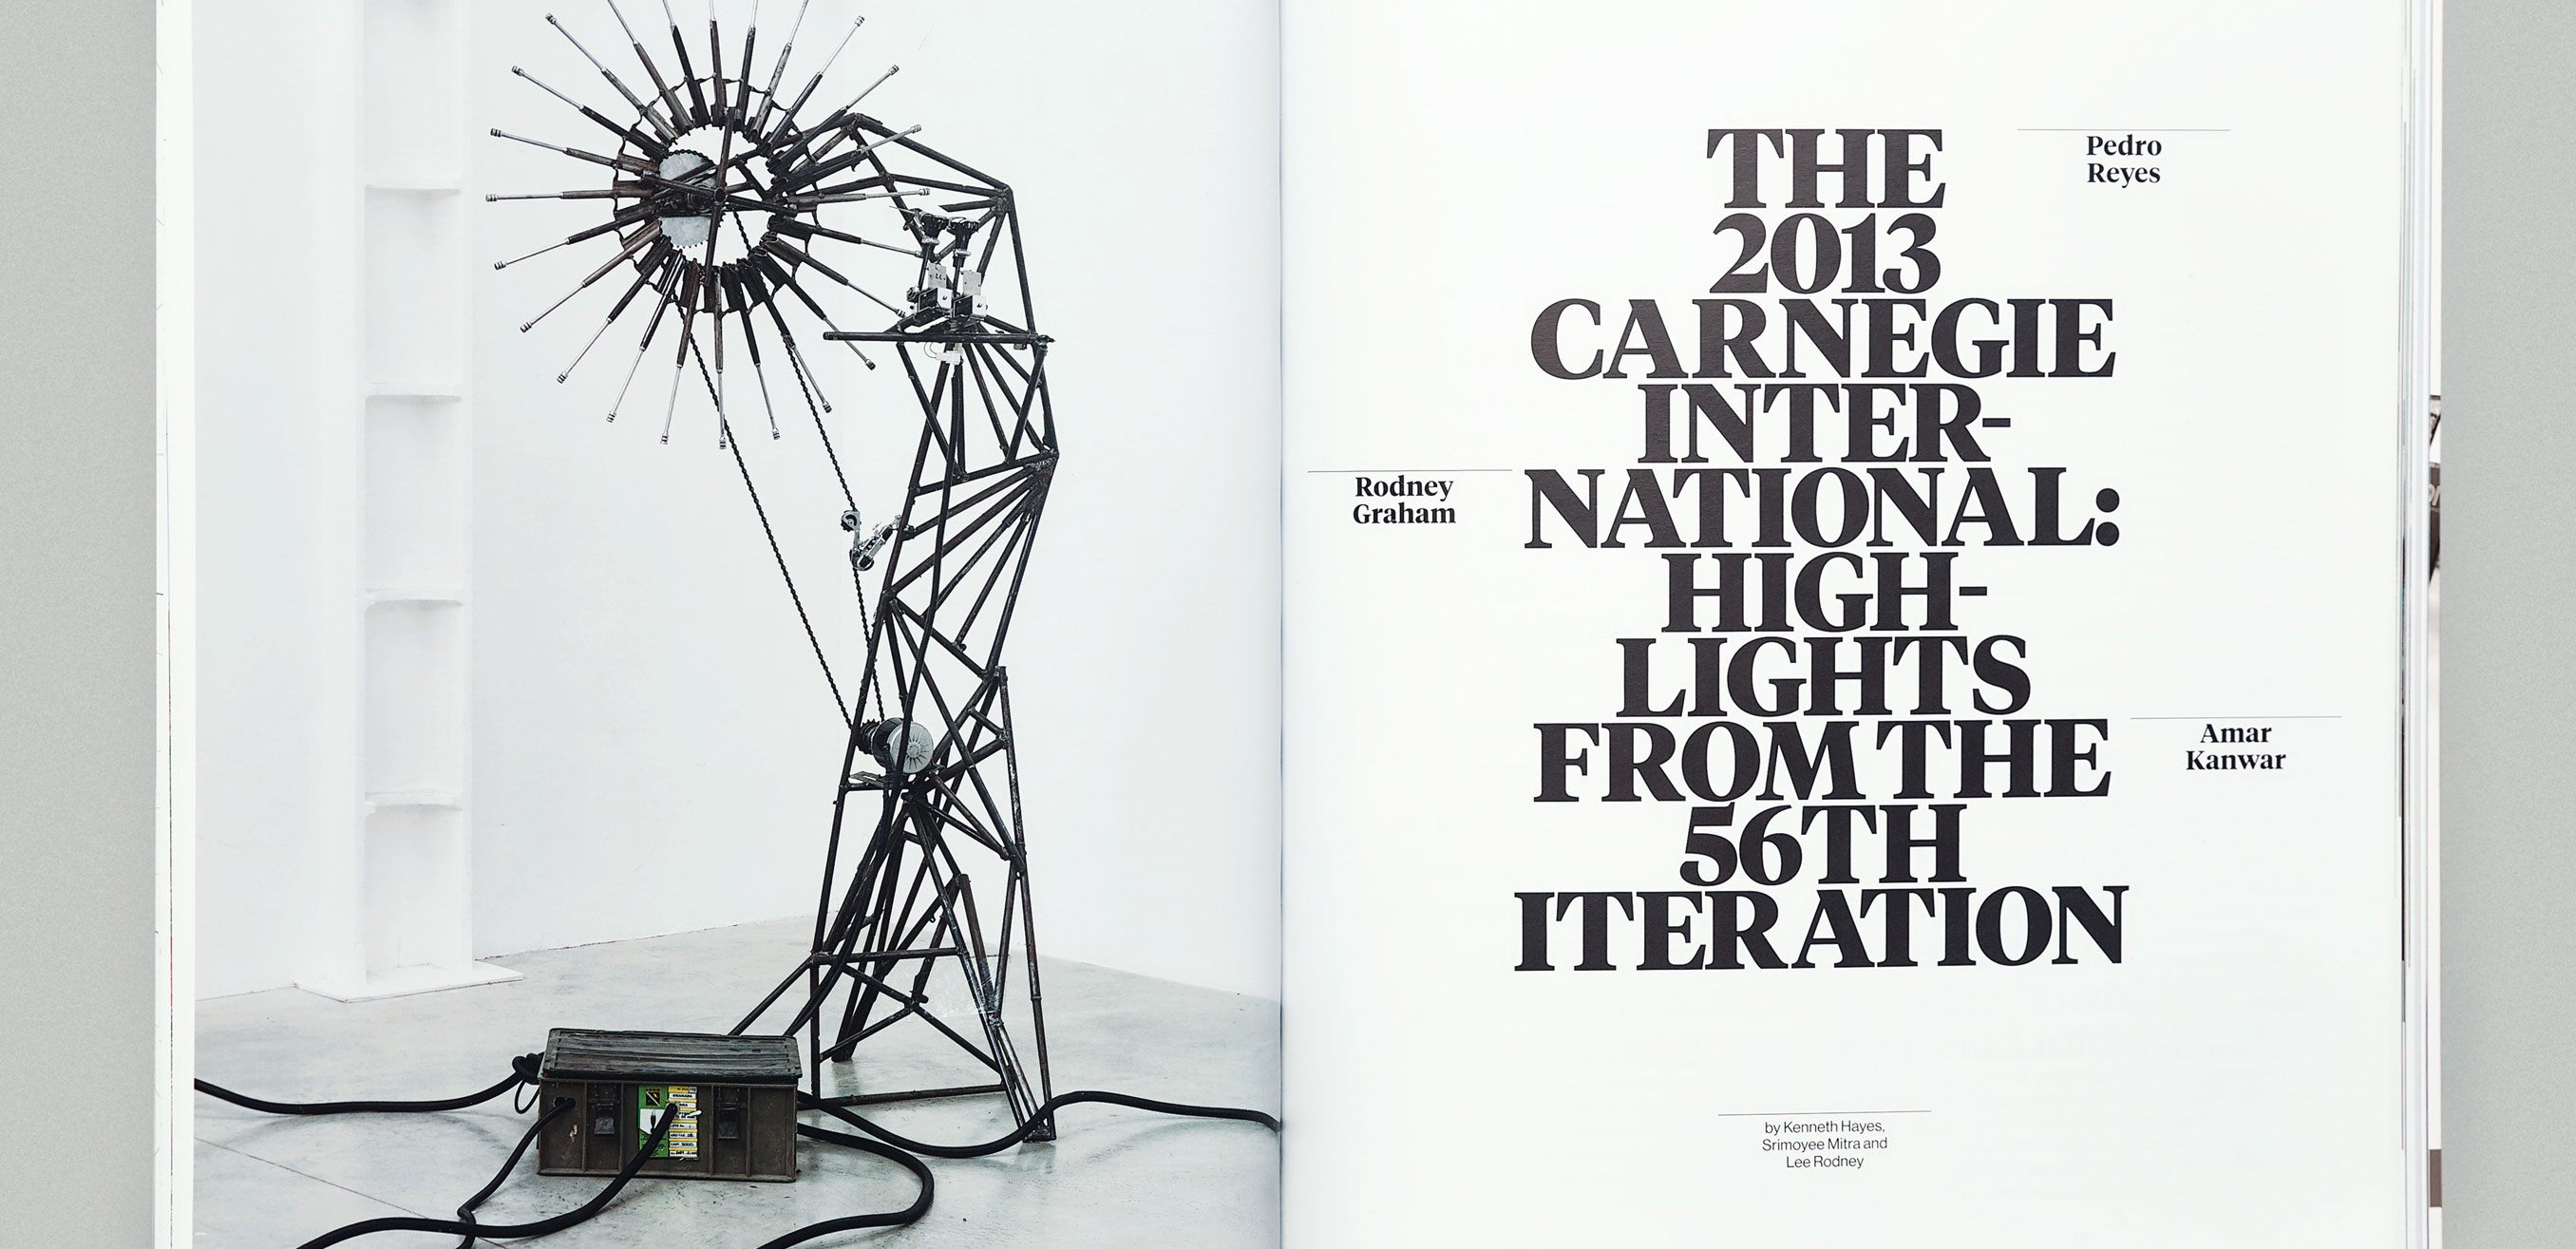 THE
2013
CARNEGIE
INTER-
NATIONAL:
HIGH-
LIGHTS
FROM THE
56TH
ITERATION
Pedro
Reyes
Rodney
Graham
Amar
Kanwar
by Kenneth Hayes,
Srimoyee Mitra and
Lee Rodney